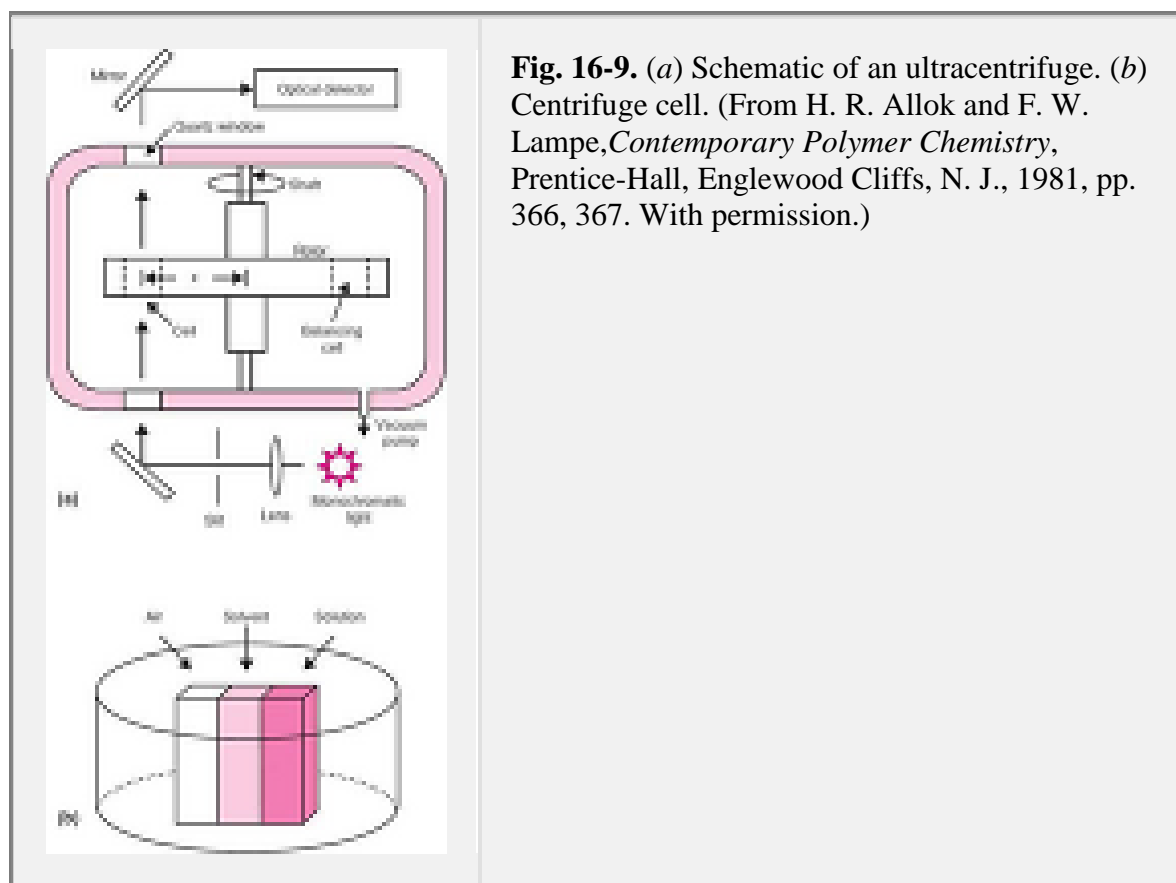 Mirror
Optical detector
Quartz window
Shaft
Rotor
r
Cell
Balancing
cell
Vacuum
pump
(a)
Slit
Lens
Monochromatic
light
Air
Solvent
Solution
(b)
Fig. 16-9. (a) Schematic of an ultracentrifuge. (b)
Centrifuge cell. (From H. R. Allok and F. W.
Lampe,Contemporary Polymer Chemistry,
Prentice-Hall, Englewood Cliffs, N. J., 1981, pp.
366, 367. With permission.)